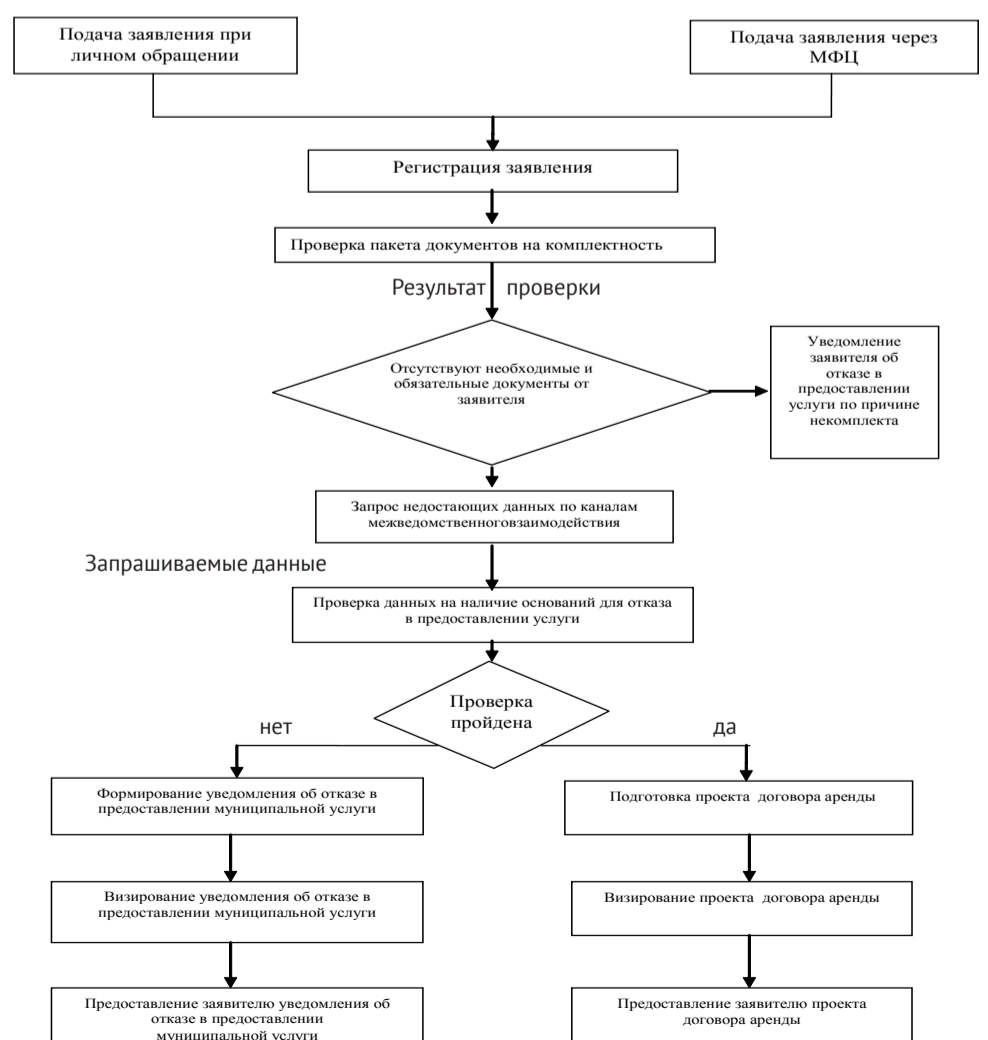 Подача заявления при
личном обращении
Подача заявления через
МФЦ
Регистрация заявления
Проверка пакета документов на комплектность
Результат проверки
Отсутствуют необходимые и
обязательные документы от
заявителя
Уведомление
заявителя об
отказе в
предоставлении
услуги по причине
некомплекта
Запрос недостающих данных по каналам
межведомственноговзаимодействия
Запрашиваемые данные
Проверка данных на наличие оснований для отказа
в предоставлении услуги
Проверка
пройдена
нет
да
Формирование уведомления об отказе в
предоставлении муниципальной услуги
Подготовка проекта договора аренды
Визирование уведомления об отказе в
предоставлении муниципальной услуги
Визирование проекта договора аренды
Предоставление заявителю уведомления об
отказе в предоставлении
муниципальной услуги
Предоставление заявителю проекта
договора аренды